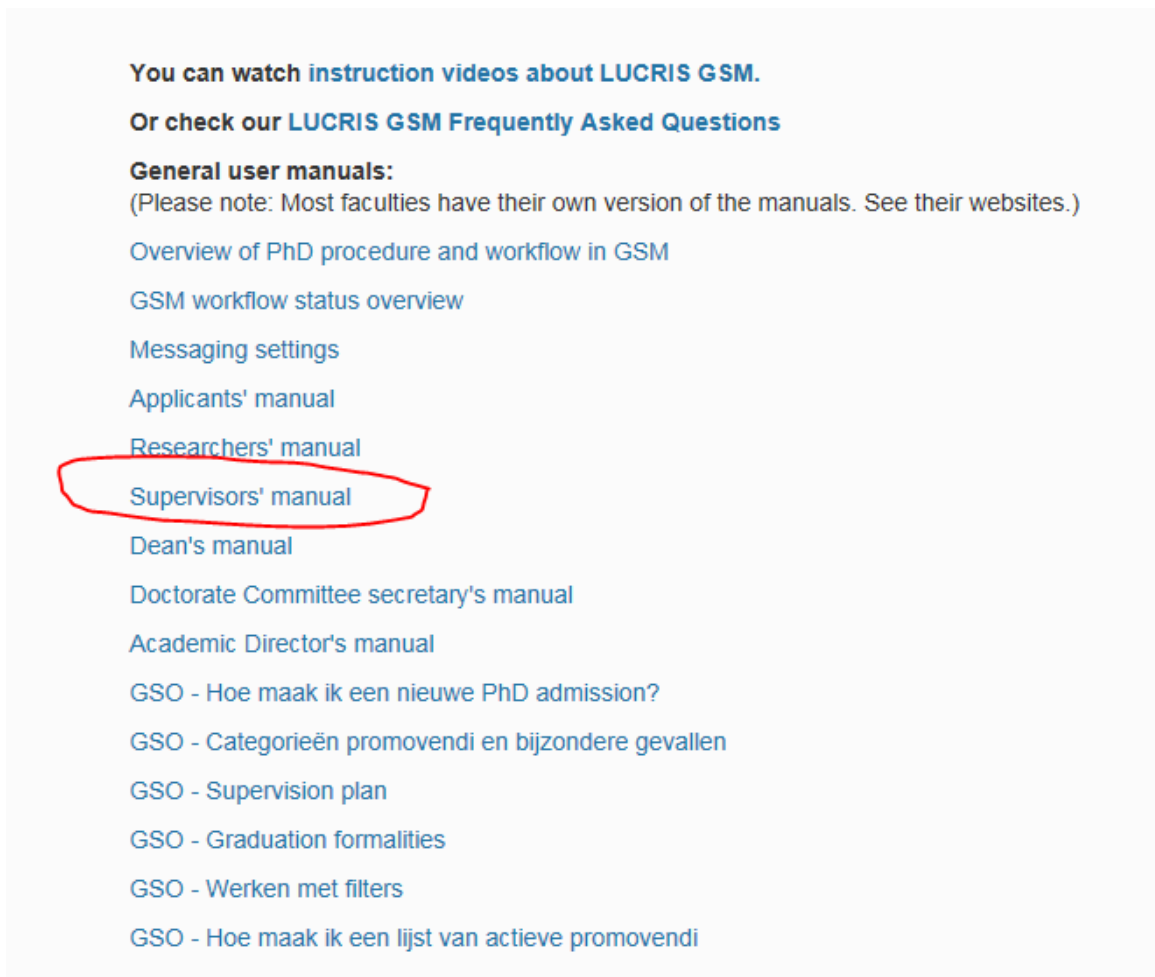 You can watch instruction videos about LUCRIS GSM.
Or check our LUCRIS GSM Frequently Asked Questions
General user manuals:
(Please note: Most faculties have their own version of the manuals. See their websites.)
Overview of PhD procedure and workflow in GSM
GSM workflow status overview
Messaging settings
Applicants' manual
Researchers' manual
Supervisors' manual
Dean's manual
Doctorate Committee secretary's manual
Academic Director's manual
GSO - Hoe maak ik een nieuwe PhD admission?
GSO - Categorieën promovendi en bijzondere gevallen
GSO - Supervision plan
GSO - Graduation formalities
GSO - Werken met filters
GSO - Hoe maak ik een lijst van actieve promovendi